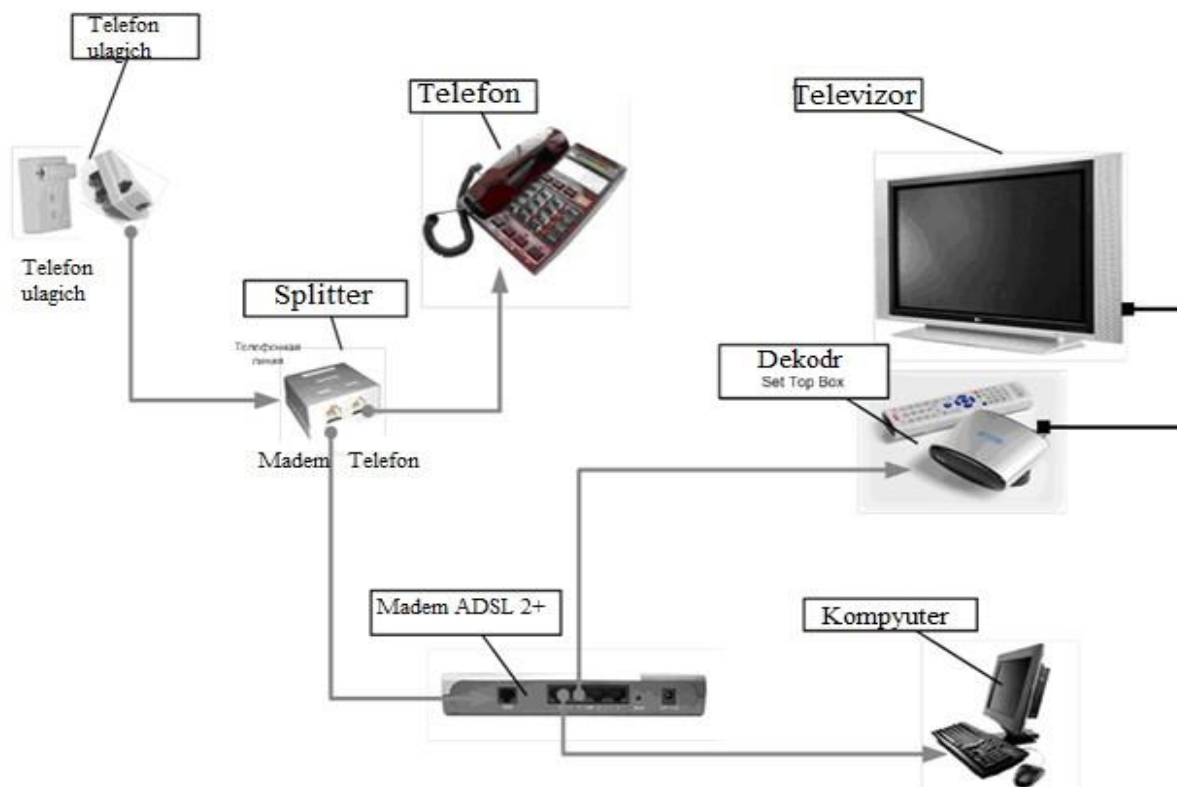 Telefon
ulagich
Telefon
Televizor
Telefon
ulagich
Splitter
Телефонная
линия
Dekodr
Set Top Box
Madem
Telefon
Madem ADSL 2+
Kompyuter